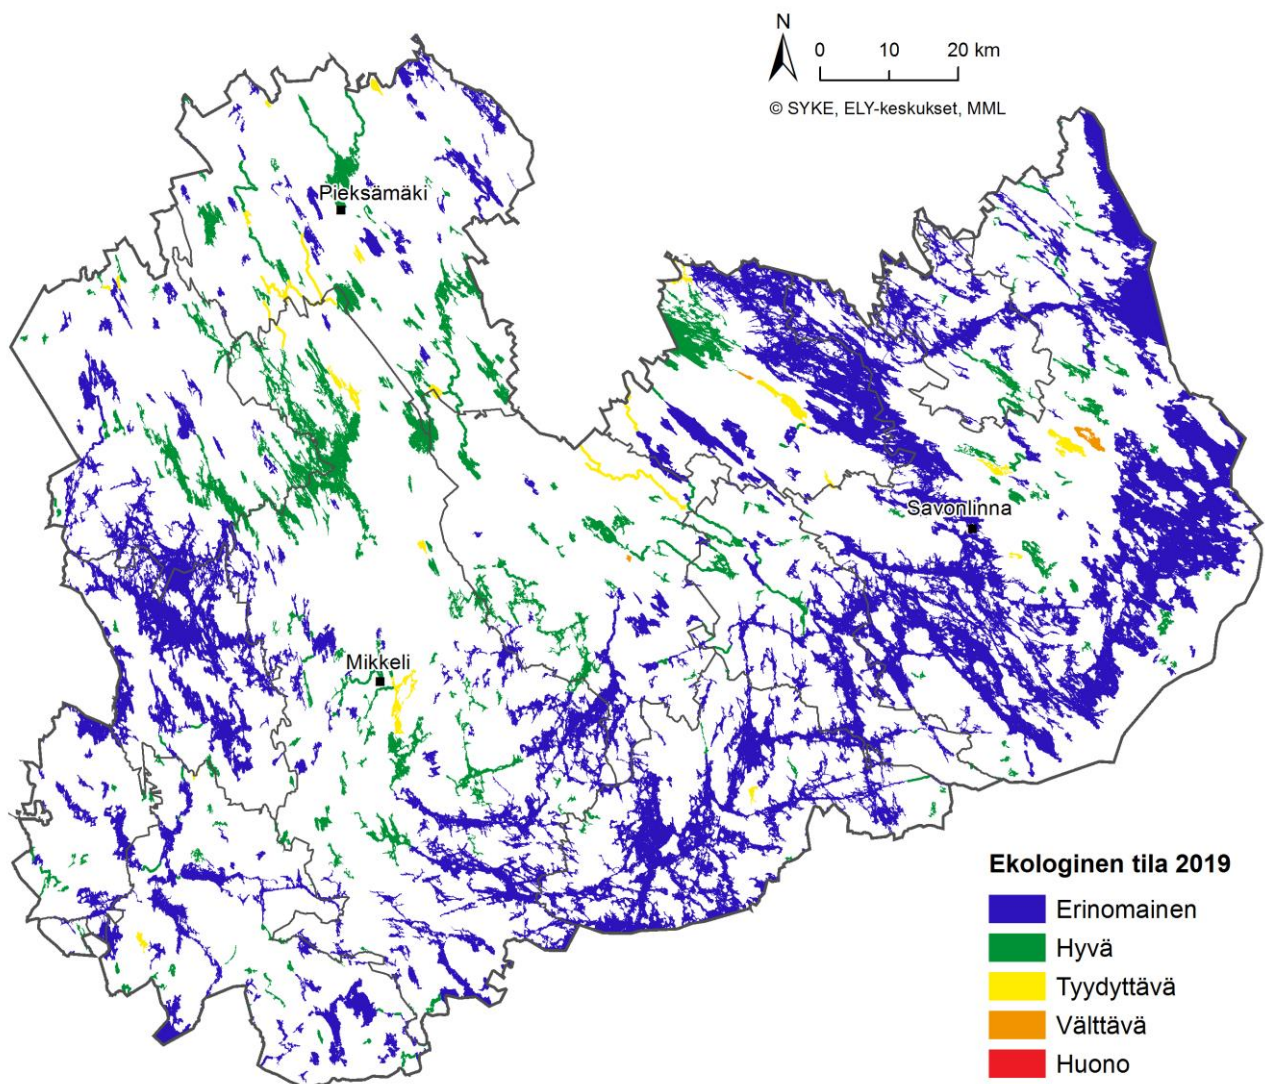 N
0 10 20 km
© SYKE, ELY-keskukset, MML
Pieksämäki
Savonlinna
Mikkeli
Ekologinen tila 2019
Erinomainen
Hyvä
Tyydyttävä
Välttävä
Huono